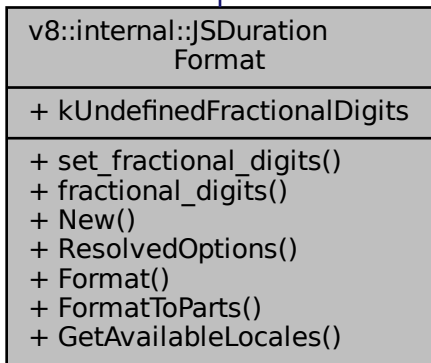 v8::internal::JSDuration
Format
+ kUndefinedFractionalDigits
+ set_fractional_digits()
+ fractional_digits()
+ New()
+ ResolvedOptions()
+ Format()
+ FormatToParts()
+ GetAvailableLocales()